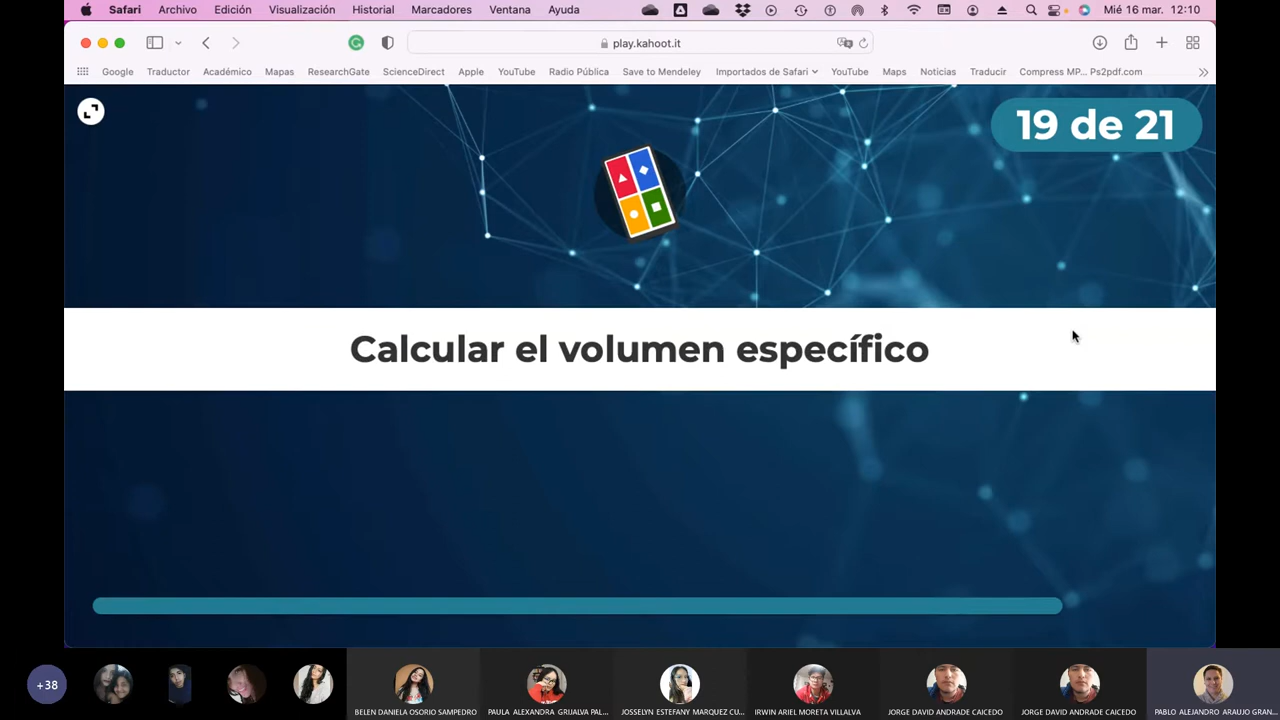 Safari Archivo Edición Visualización Historial Marcadores Ventana Ayuda Mié 16 mar. 12:10
play.kahoot.it
Google Traductor Académico Mapas ResearchGate ScienceDirect Apple YouTube Radio Pública Save to Mendeley Importados de Safari YouTube Maps Noticias Traducir Compress MP... Ps2pdf.com
19 de 21
Calcular el volumen específico
+38
BELEN DANIELA OSORIO SAMPEDRO
PAULA ALEXANDRA GRIJALVA PAL...
JOSSELYN ESTEFANY MARQUEZ CU...
IRWIN ARIEL MORETA VILLALVA
JORGE DAVID ANDRADE CAICEDO
JORGE DAVID ANDRADE CAICEDO
PABLO ALEJANDRO ARAUJO GRAN...